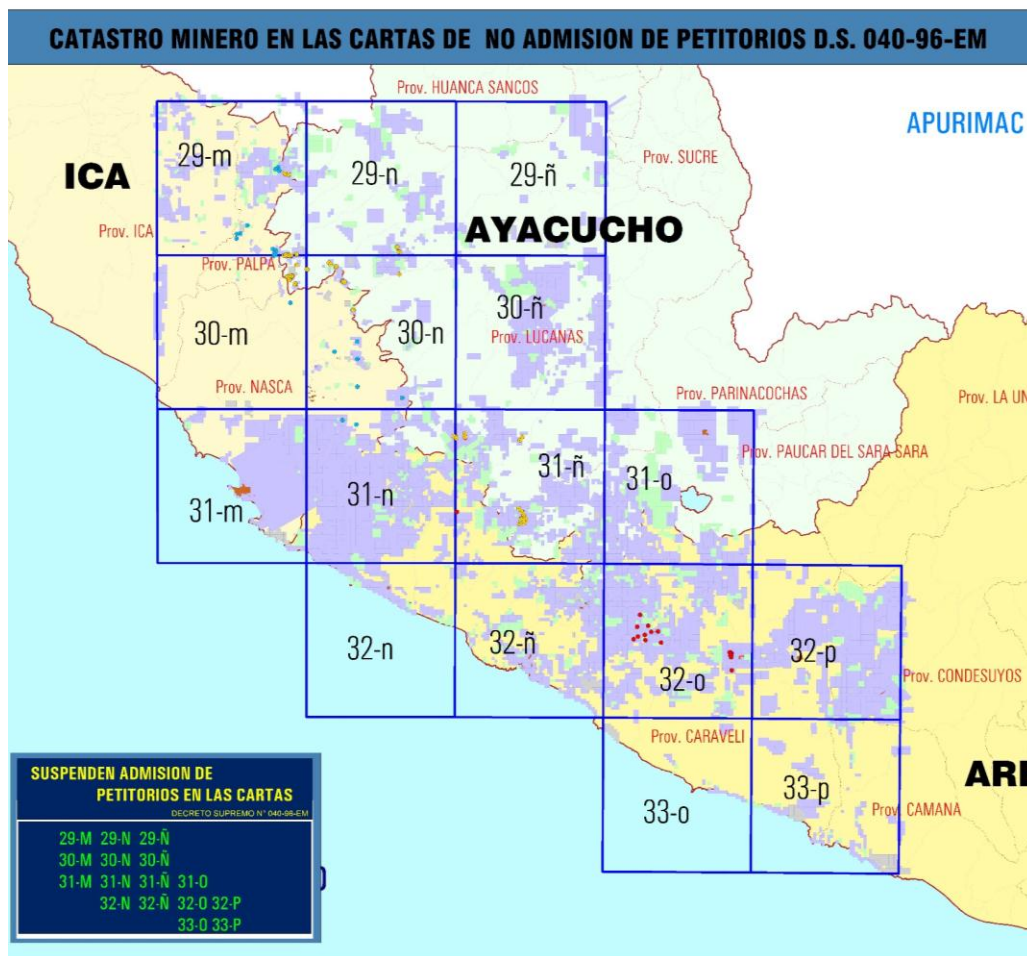 CATASTRO MINERO EN LAS CARTAS DE NO ADMISION DE PETITORIOS D.S. 040-96-EM
Prov. HUANCA SANCOS
APURIMAC
29-m
29-n
29-ñ
Prov. SUCRE
ICA
AYACUCHO
Prov. ICA
Prov. PALPA
30-m
30-n
30-ñ
Prov. LUCANAS
Prov. NASCA
Prov. PARINACOCHAS
Prov. LA UN
Prov. PAUCAR DEL SARA SARA
31-m
31-n
31-ñ
31-o
32-n
32-ñ
32-o
32-p
Prov. CONDESUYOS
Prov. CARAVELI
ARE
33-o
33-p
Prov. CAMANA
SUSPENDEN ADMISION DE
PETITORIOS EN LAS CARTAS
DECRETO SUPREMO N° 040-96-EM
29-M 29-N 29-Ñ
30-M 30-N 30-Ñ
31-M 31-N 31-Ñ 31-O
32-N 32-Ñ 32-O 32-P
33-O 33-P